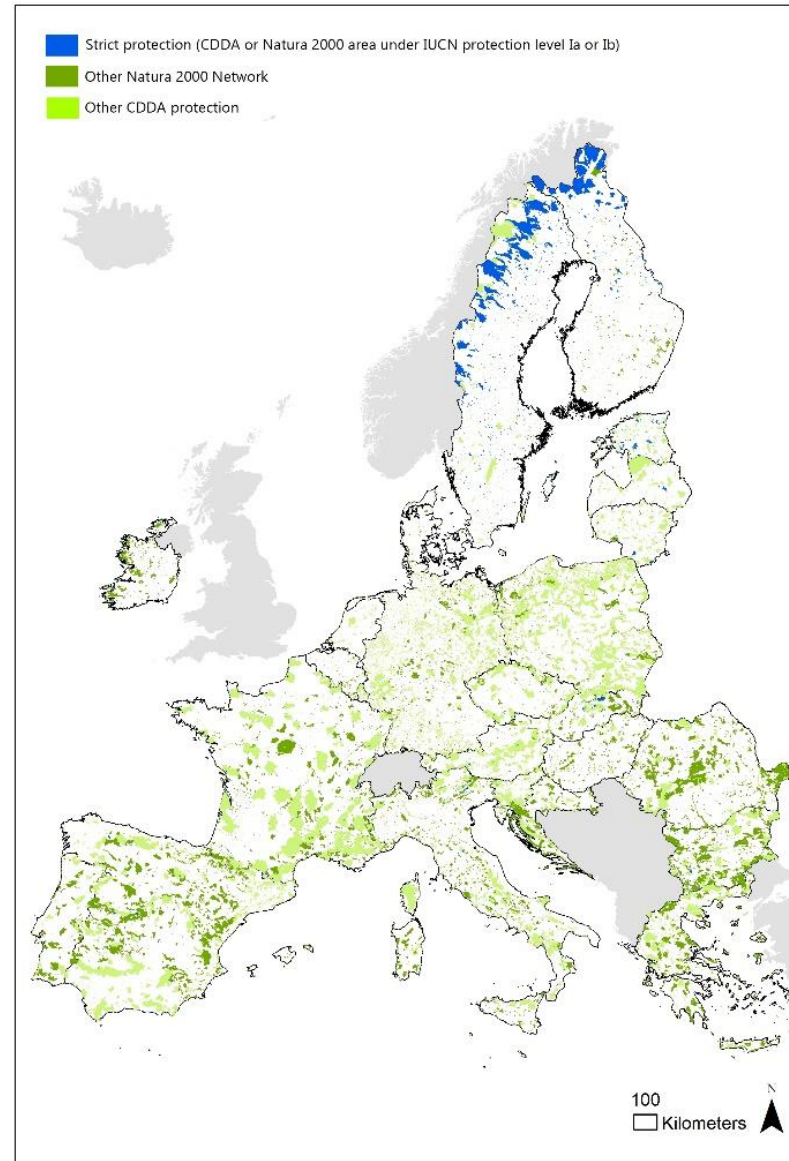 Strict protection (CDDA or Natura 2000 area under IUCN protection level Ia or Ib)
Other Natura 2000 Network
Other CDDA protection
N
100
Kilometers